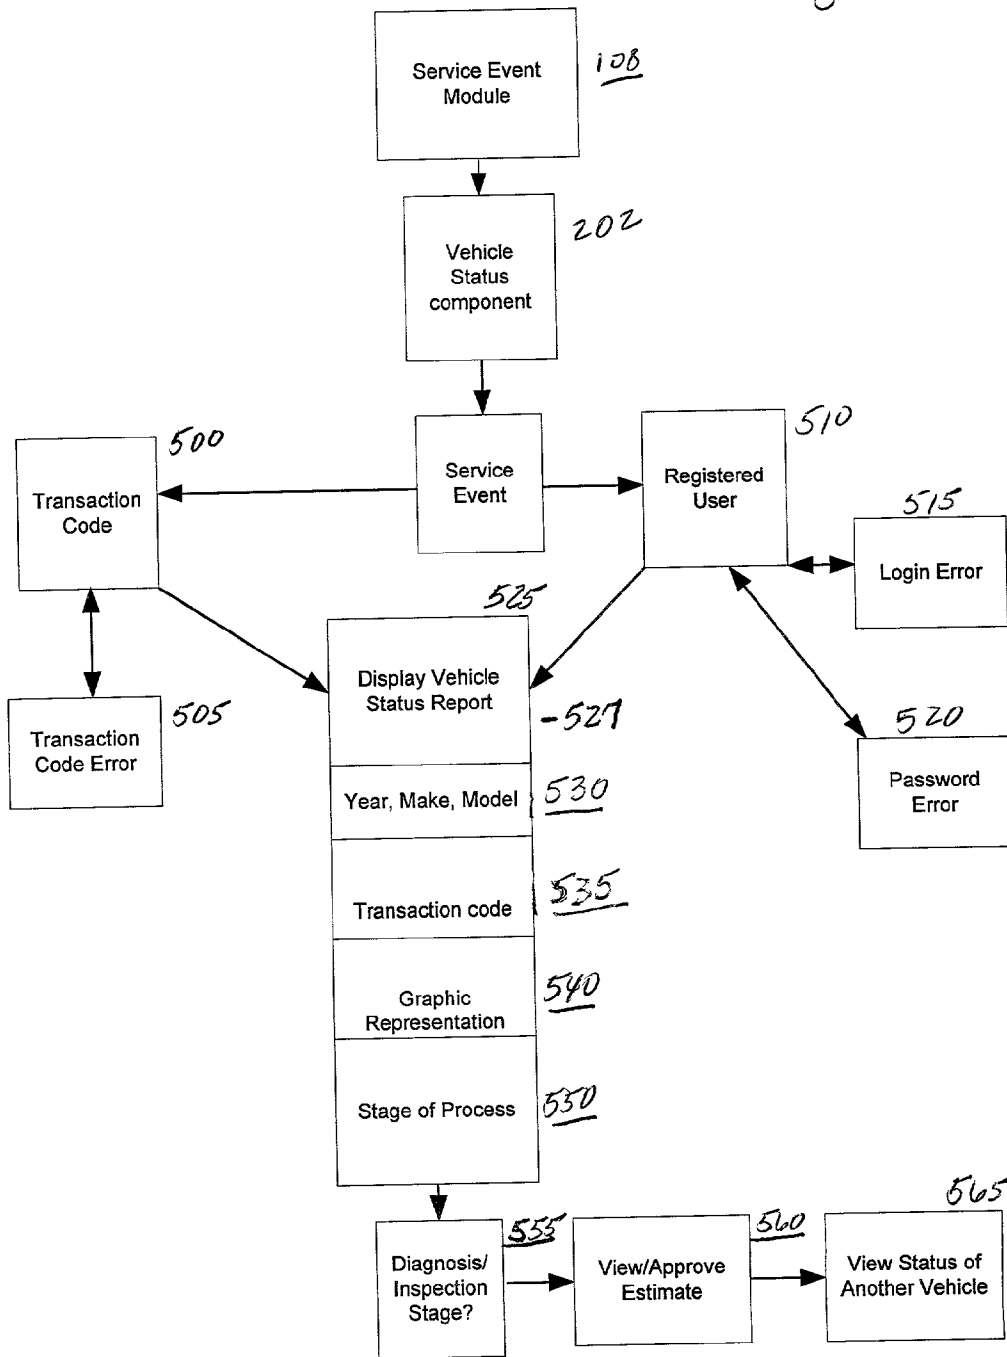 Service Event
Module
108
Vehicle
Status
component
202
Transaction
Code
500
Service
Event
Registered
User
510
Login Error
515
Transaction
Code Error
505
Display Vehicle
Status Report
525
-527
Password
Error
520
Year, Make, Model
530
Transaction code
535
Graphic
Representation
540
Stage of Process
550
Diagnosis/
Inspection
Stage?
555
View/Approve
Estimate
560
View Status of
Another Vehicle
565